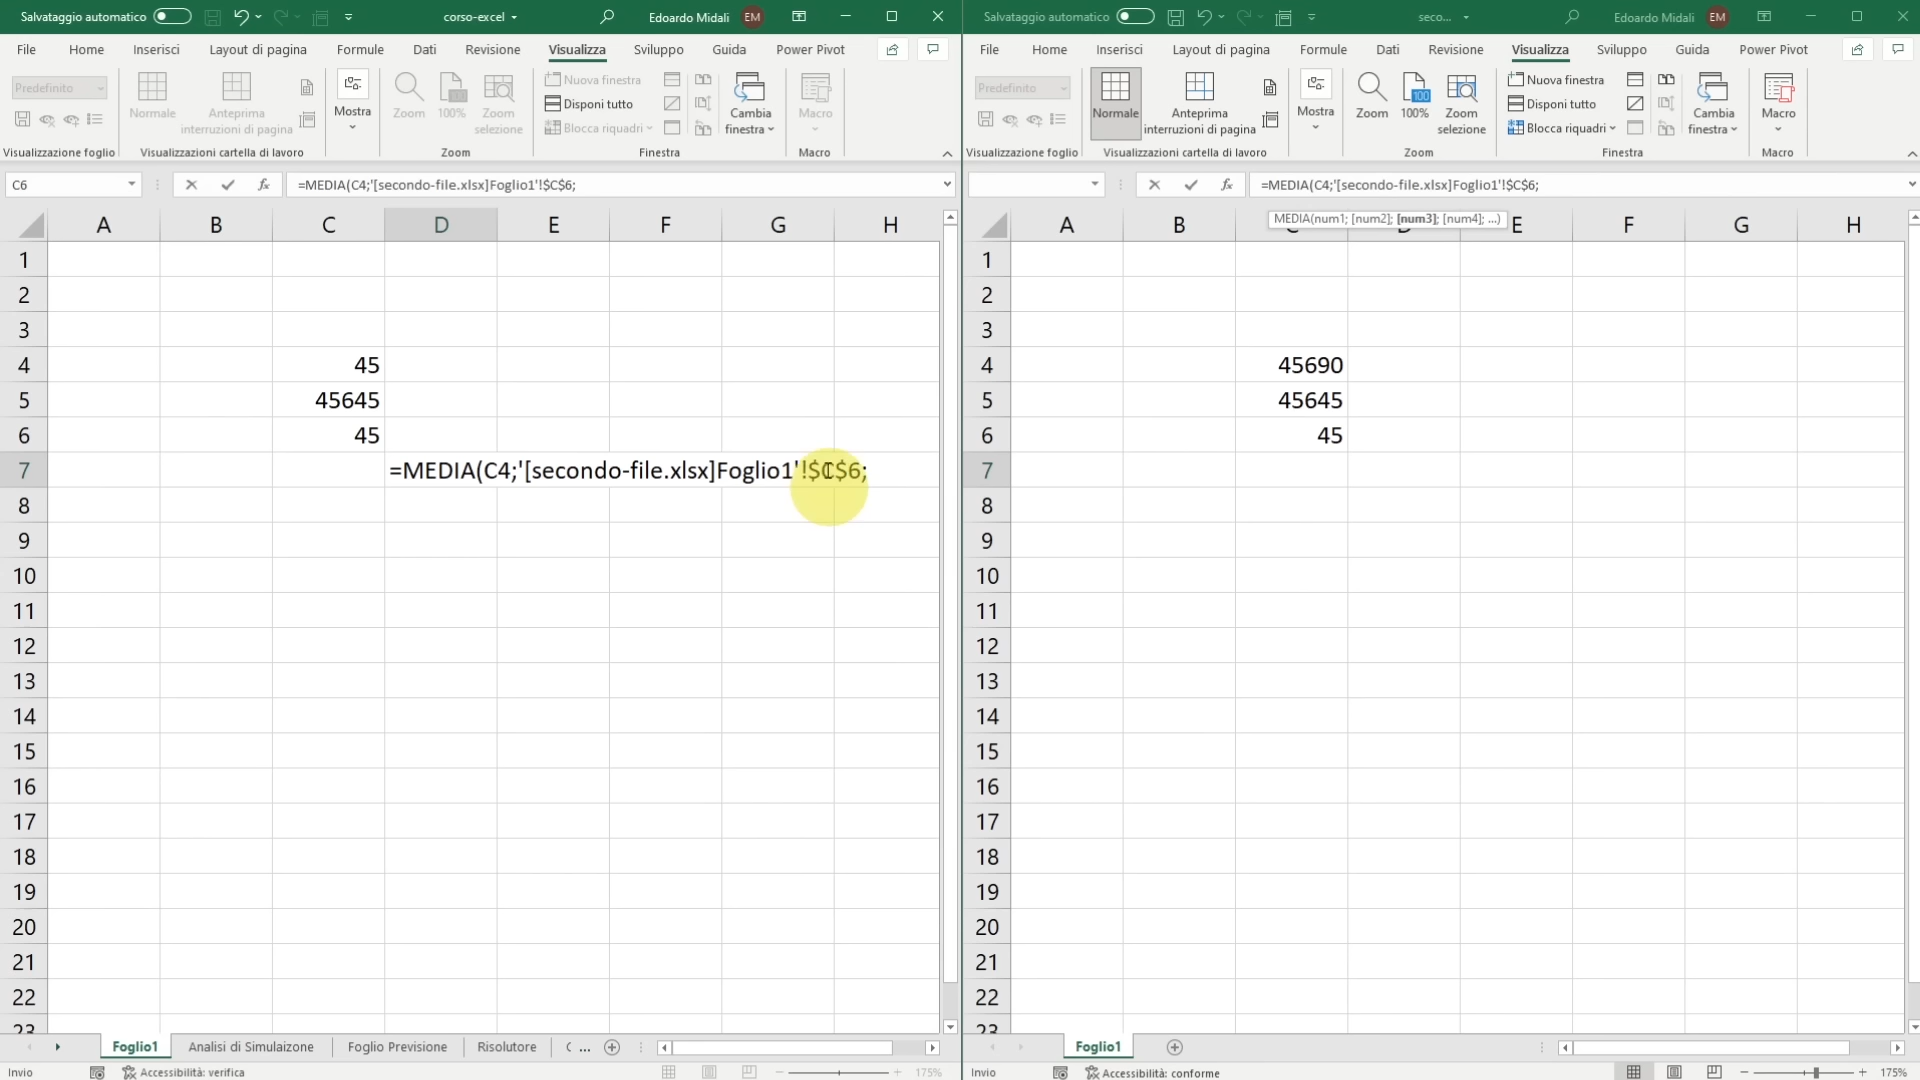 Salvataggio automatico
corso-excel
Edoardo Midali
EM
File Home Inserisci Layout di pagina Formule Dati Revisione Visualizza Sviluppo Guida Power Pivot
Predefinito
Normale
Anteprima
interruzioni di pagina
Mostra
Zoom
100%
Zoom
selezione
Nuova finestra
Disponi tutto
Blocca riquadri
Cambia
finestra
Macro
Visualizzazione foglio Visualizzazioni cartella di lavoro Zoom Finestra Macro
C6
fx
=MEDIA(C4;'[secondo-file.xlsx]Foglio1'!$C$6;
A B C D E F G H
1
2
3
4 45
5 45645
6 45
7 =MEDIA(C4;'[secondo-file.xlsx]Foglio1'!$C$6;
8
9
10
11
12
13
14
15
16
17
18
19
20
21
22
23
Foglio1 Analisi di Simulaizone Foglio Previsione Risolutore ...
Invio
Accessibilità: verifica
175%
Salvataggio automatico
seco...
Edoardo Midali
EM
File Home Inserisci Layout di pagina Formule Dati Revisione Visualizza Sviluppo Guida Power Pivot
Predefinito
Normale
Anteprima
interruzioni di pagina
Mostra
Zoom
100
100%
Zoom
selezione
Nuova finestra
Disponi tutto
Blocca riquadri
Cambia
finestra
Macro
Visualizzazione foglio Visualizzazioni cartella di lavoro Zoom Finestra Macro
fx
=MEDIA(C4;'[secondo-file.xlsx]Foglio1'!$C$6;
MEDIA(num1; [num2]; [num3]; [num4]; ...)
A B E F G H
1
2
3
4 45690
5 45645
6 45
7
8
9
10
11
12
13
14
15
16
17
18
19
20
21
22
23
Foglio1
Invio
Accessibilità: conforme
175%